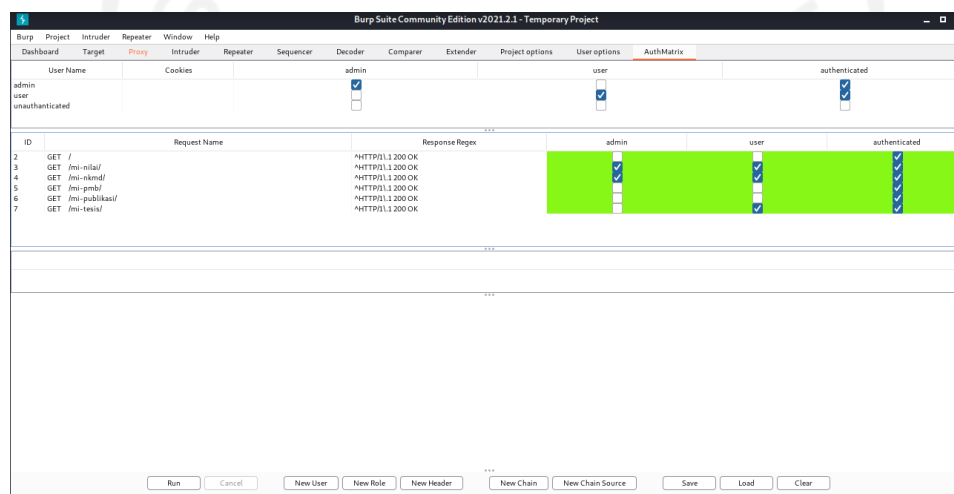 Burp Suite Community Edition v2021.2.1 - Temporary Project
Burp Project Intruder Repeater Window Help
Dashboard Target Proxy Intruder Repeater Sequencer Decoder Comparer Extender Project options User options AuthMatrix
User Name Cookies admin user authenticated
admin
user
unauthanticated
ID Request Name Response Regex admin user authenticated
2 GET / ^HTTP/1\.1 200 OK
3 GET /mi-nilai/ ^HTTP/1\.1 200 OK
4 GET /mi-nkmd/ ^HTTP/1\.1 200 OK
5 GET /mi-pmb/ ^HTTP/1\.1 200 OK
6 GET /mi-publikasi/ ^HTTP/1\.1 200 OK
7 GET /mi-tesis/ ^HTTP/1\.1 200 OK
Run Cancel New User New Role New Header New Chain New Chain Source Save Load Clear